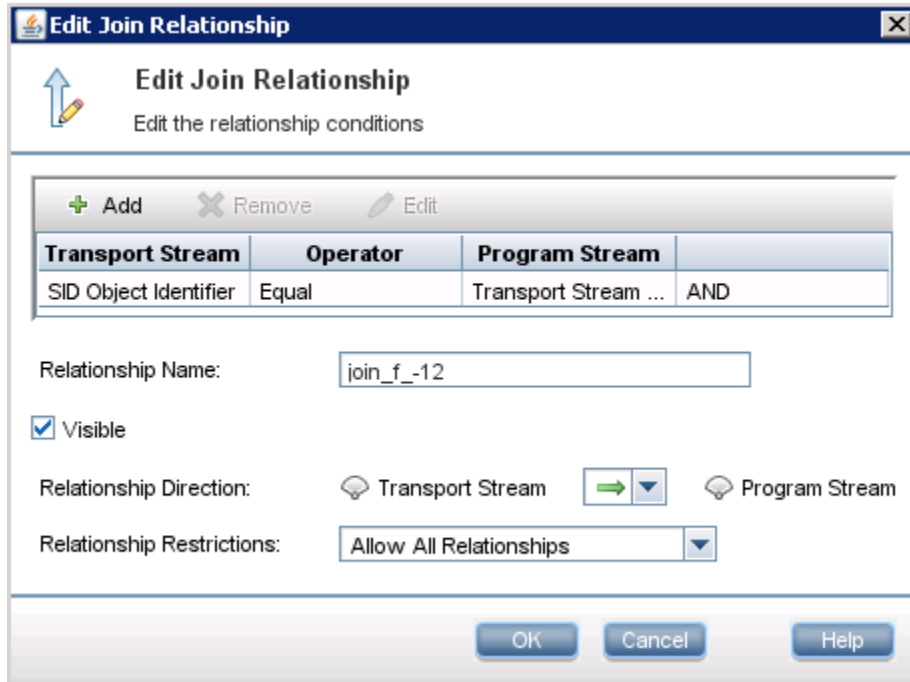 Edit Join Relationship
Edit Join Relationship
Edit the relationship conditions
Add Remove Edit
Transport Stream Operator Program Stream
SID Object Identifier Equal Transport Stream ... AND
Relationship Name: join_f_-12
Visible
Relationship Direction: Transport Stream Program Stream
Relationship Restrictions: Allow All Relationships
OK Cancel Help